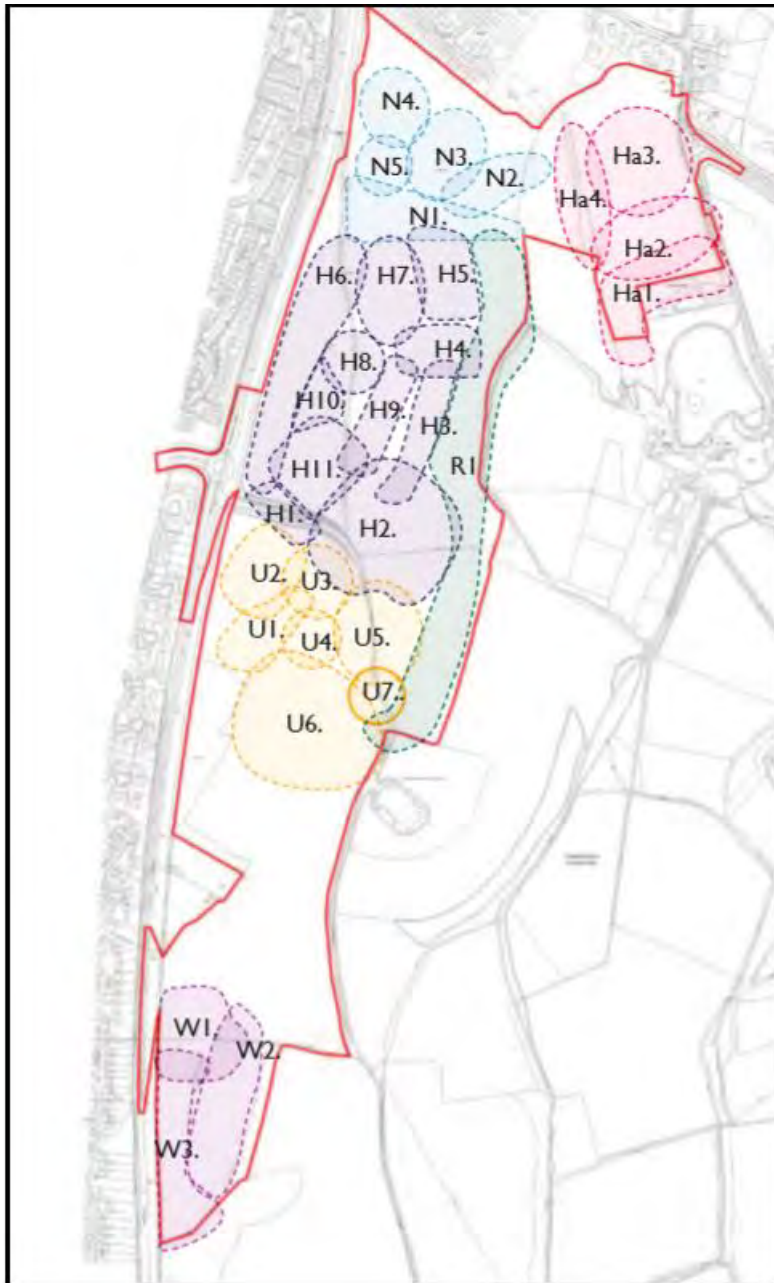 N4.
Ha3.
N3.
N5.
N2.
Ha4.
N1.
Ha2.
H6.
H7.
H5.
Ha1.
H8.
H4.
H10.
H9.
H3.
H11.
R1
H1.
H2.
U2.
U3.
U1.
U4.
U5.
U7.
U6.
W1.
W2.
W3.